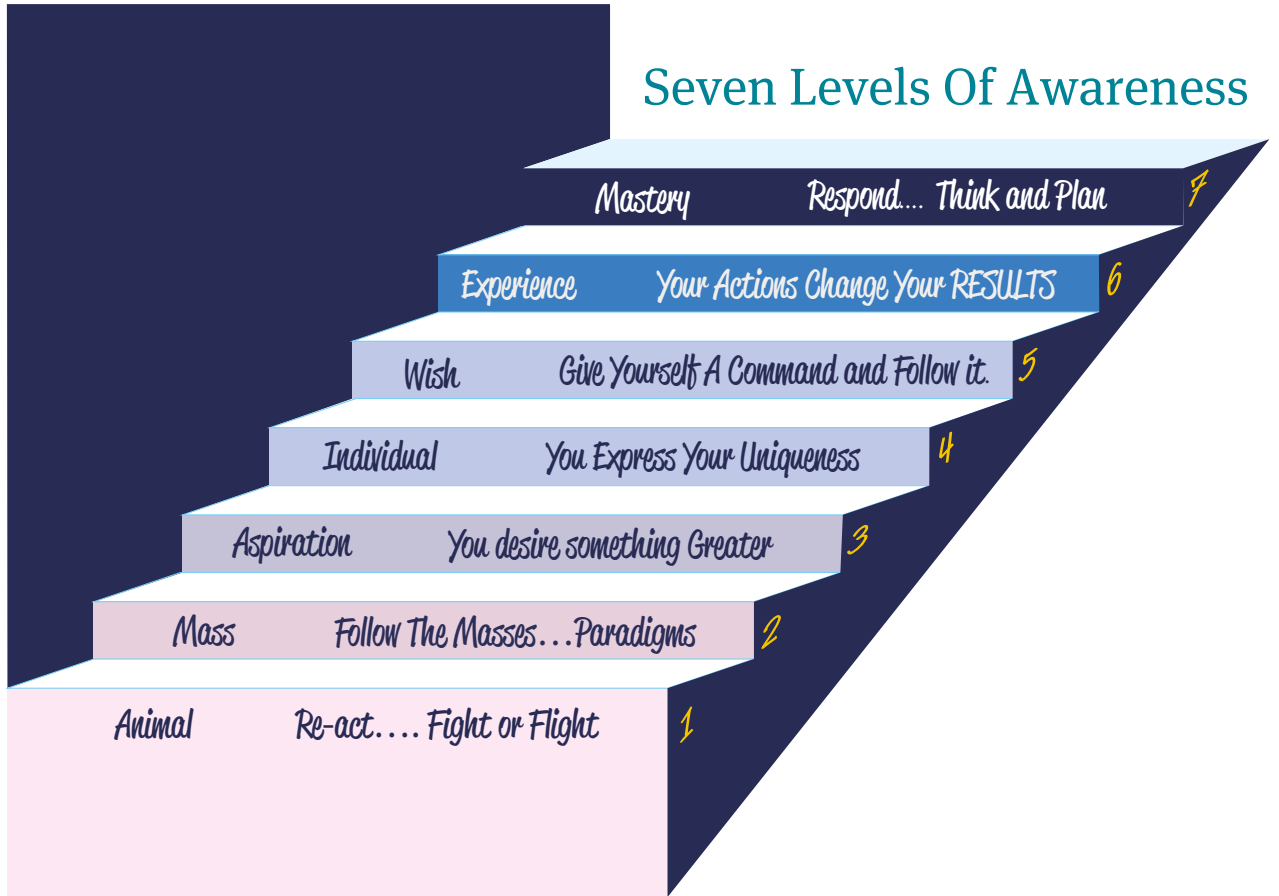 Seven Levels Of Awareness
Mastery Respond.... Think and Plan 7
Experience Your Actions Change Your RESULTS 6
Wish Give Yourself A Command and Follow it. 5
Individual You Express Your Uniqueness 4
Aspiration You desire something Greater 3
Mass Follow The Masses...Paradigms 2
Animal Re-act.... Fight or Flight 1